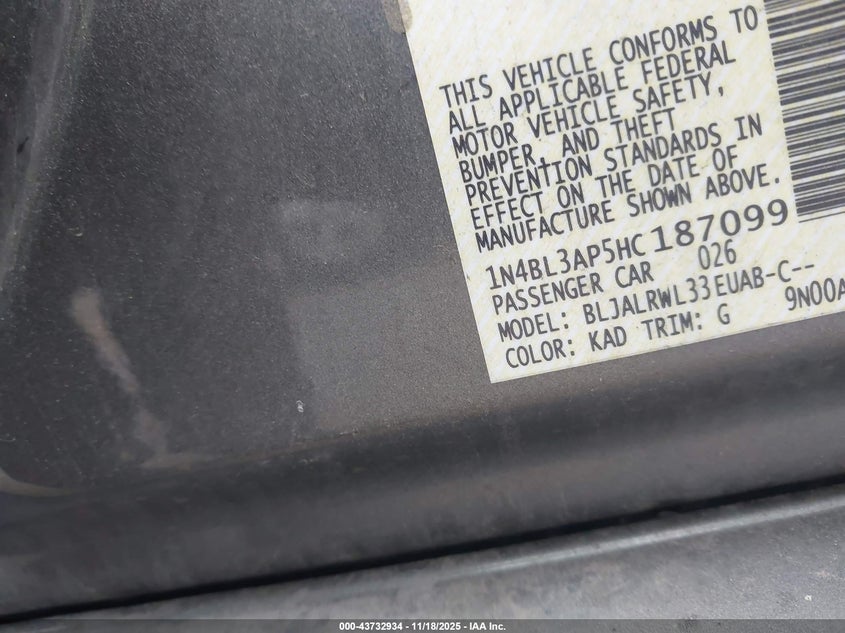 THIS VEHICLE CONFORMS TO
ALL APPLICABLE FEDERAL
MOTOR VEHICLE SAFETY,
BUMPER, AND THEFT
PREVENTION STANDARDS IN
EFFECT ON THE DATE OF
MANUFACTURE SHOWN ABOVE.
1N4BL3AP5HC187099
PASSENGER CAR 026
MODEL: BLJALRWL33EUAB-C--
COLOR: KAD TRIM: G 9N00A
000-43732934 - 11/18/2025 - IAA Inc.